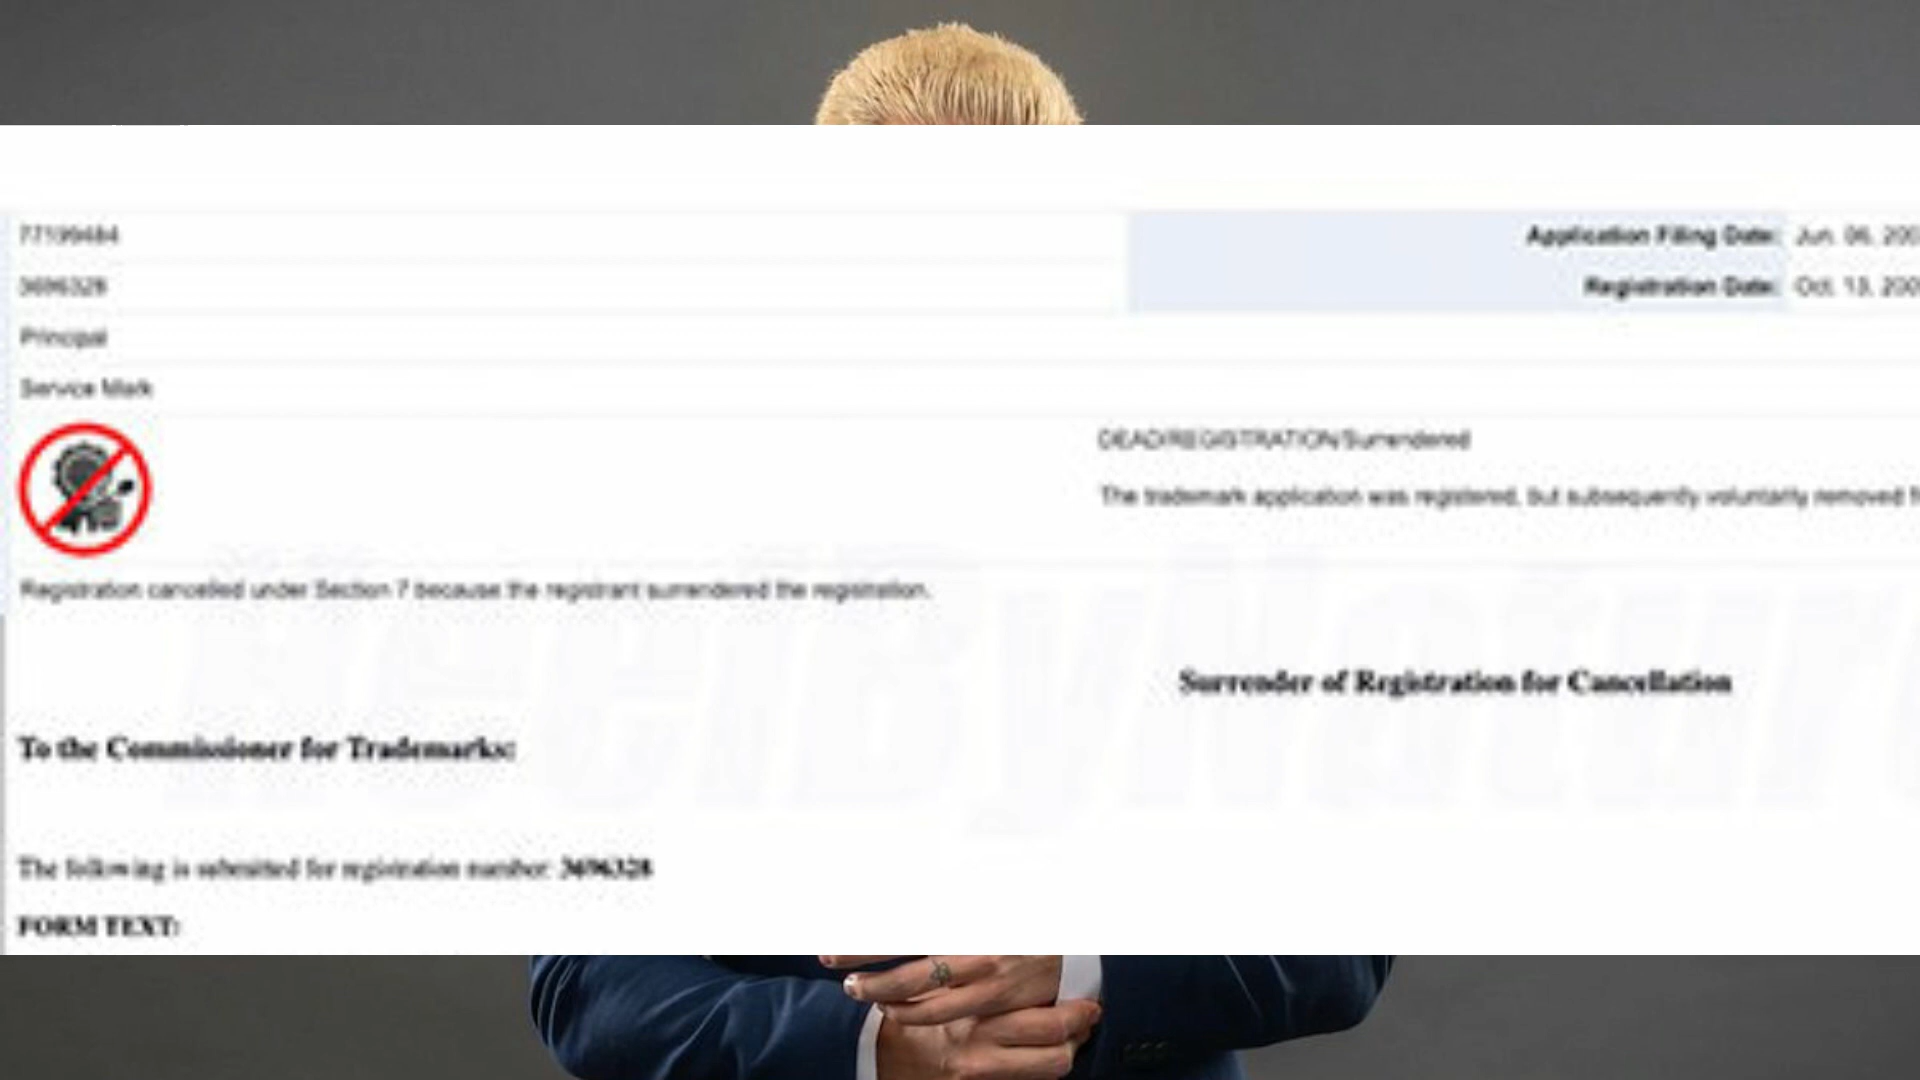 77199484
Application Filing Date: Jun. 06, 200
3696328
Registration Date: Oct. 13, 200
Principal
Service Mark
DEAD/REGISTRATION/Surrendered
The trademark application was registered, but subsequently voluntarily removed f
Registration cancelled under Section 7 because the registrant surrendered the registration.
Surrender of Registration for Cancellation
To the Commissioner for Trademarks:
The following is submitted for registration number: 3696328
FORM TEXT: